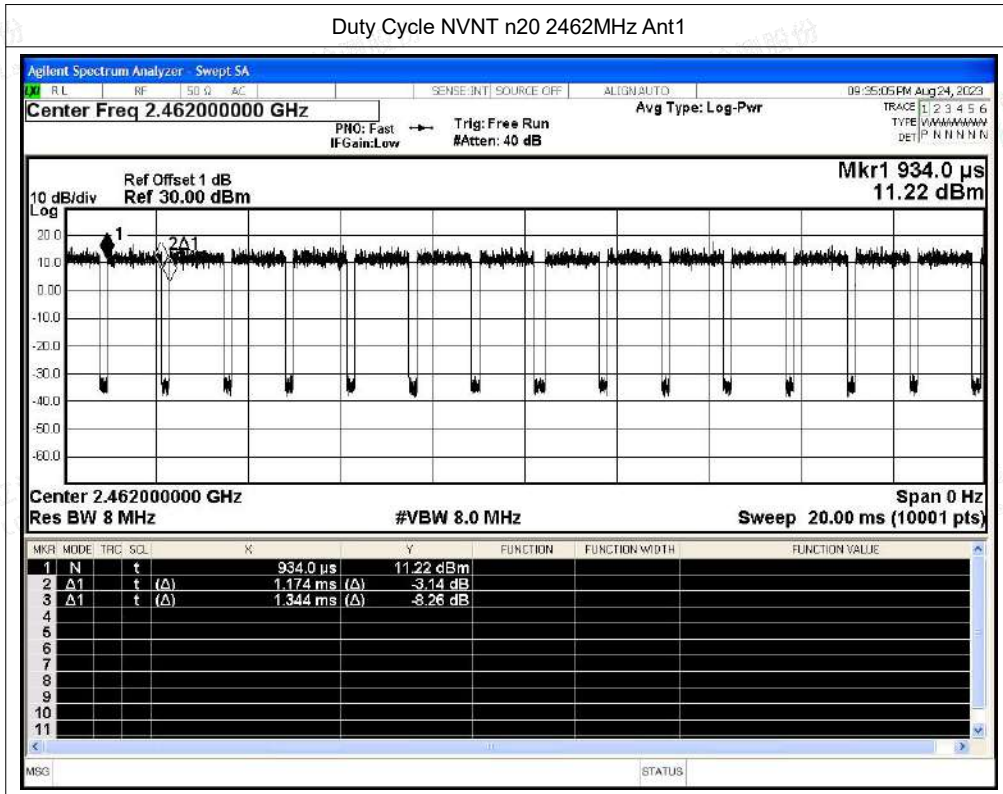 Duty Cycle NVNT n20 2462MHz Ant1
Agilent Spectrum Analyzer - Swept SA
RL RF 50 Ω AC SENSE:INT SOURCE OFF ALIGN AUTO 09:35:05 PM Aug 24, 2023
Center Freq 2.462000000 GHz Avg Type: Log-Pwr TRACE 1 2 3 4 5 6
PNO: Fast Trig: Free Run TYPE
IFGain:Low #Atten: 40 dB DET P N N N N N
Mkr1 934.0 µs
Ref Offset 1 dB
10 dB/div Ref 30.00 dBm 11.22 dBm
Log
20.0
1
2Δ1
10.0
0.00
-10.0
-20.0
-30.0
-40.0
-50.0
-60.0
Center 2.462000000 GHz Span 0 Hz
Res BW 8 MHz #VBW 8.0 MHz Sweep 20.00 ms (10001 pts)
MKR MODE TRC SCL X Y FUNCTION FUNCTION WIDTH FUNCTION VALUE
1 N t 934.0 µs 11.22 dBm
2 Δ1 t (Δ) 1.174 ms (Δ) -3.14 dB
3 Δ1 t (Δ) 1.344 ms (Δ) -8.26 dB
4
5
6
7
8
9
10
11
MSG STATUS